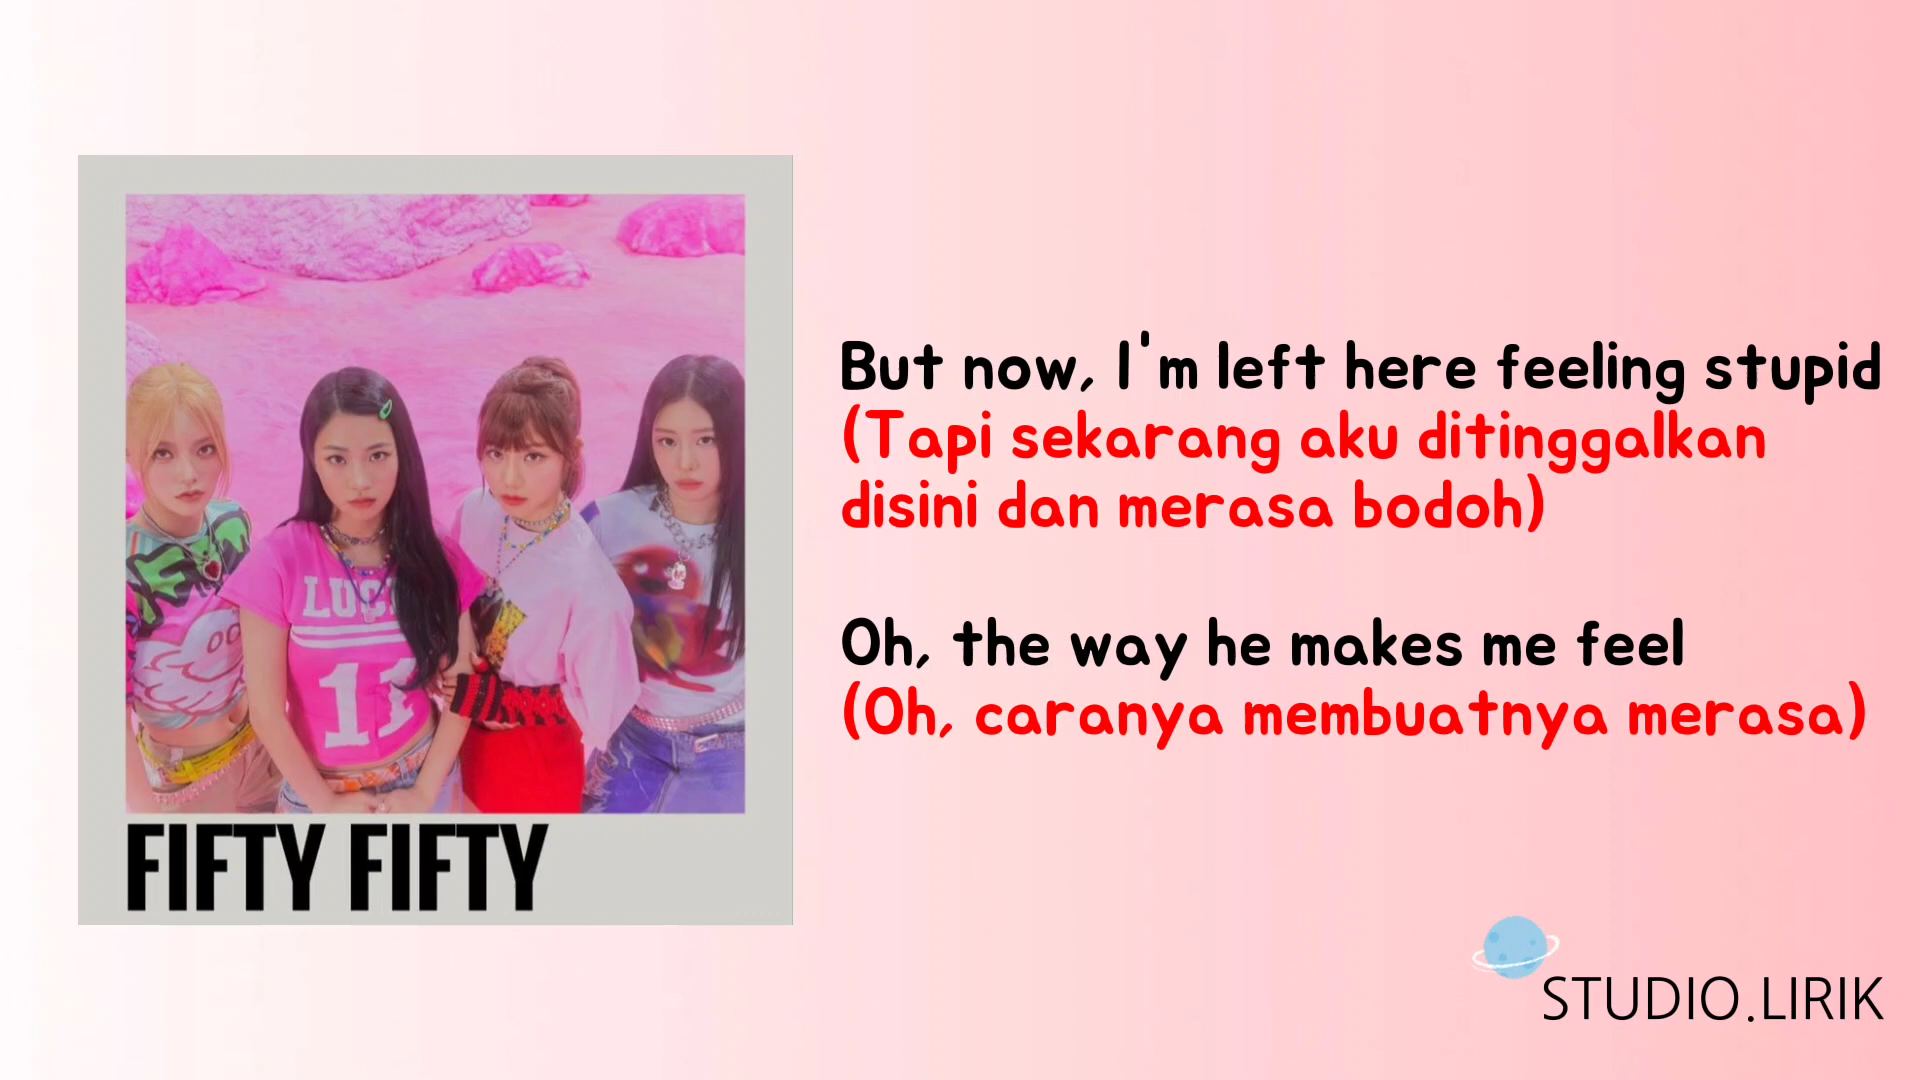 But now, I'm left here feeling stupid
(Tapi sekarang aku ditinggalkan
disini dan merasa bodoh)
Oh, the way he makes me feel
(Oh, caranya membuatnya merasa)
11
FIFTY FIFTY
STUDIO.LIRIK